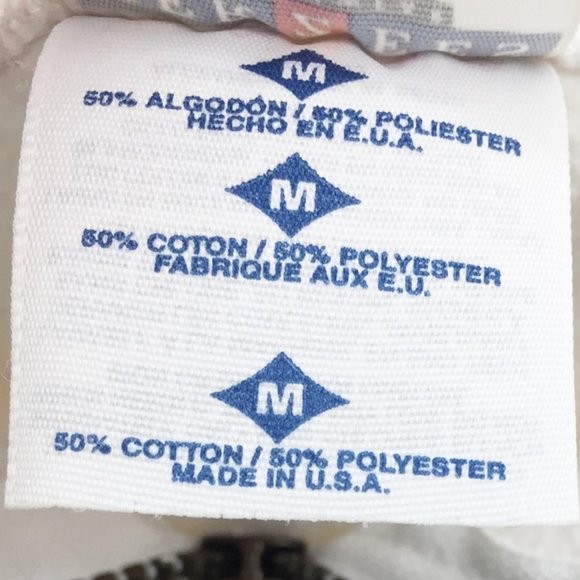 M
50% ALGODÓN / 50% POLIESTER
HECHO EN E.U.A.
M
50% COTON / 50% POLYESTER
FABRIQUE AUX E.U.
M
50% COTTON / 50% POLYESTER
MADE IN U.S.A.